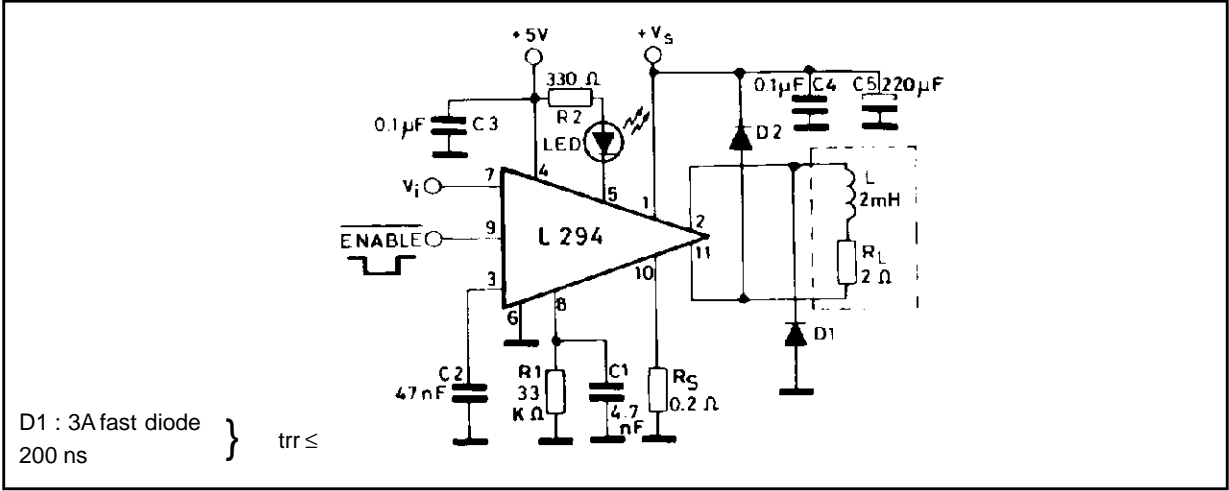 +5V
+Vs
330 Ω
R2
0.1µF C3
LED
0.1µF C4
C5 220µF
D2
Vi
7
4
5
1
2
L
2mH
ENABLE
9
L 294
11
RL
2 Ω
3
10
6
8
D1
C2
47nF
R1
33
KΩ
C1
4.7
nF
RS
0.2 Ω
D1 : 3A fast diode
200 ns
} trr ≤